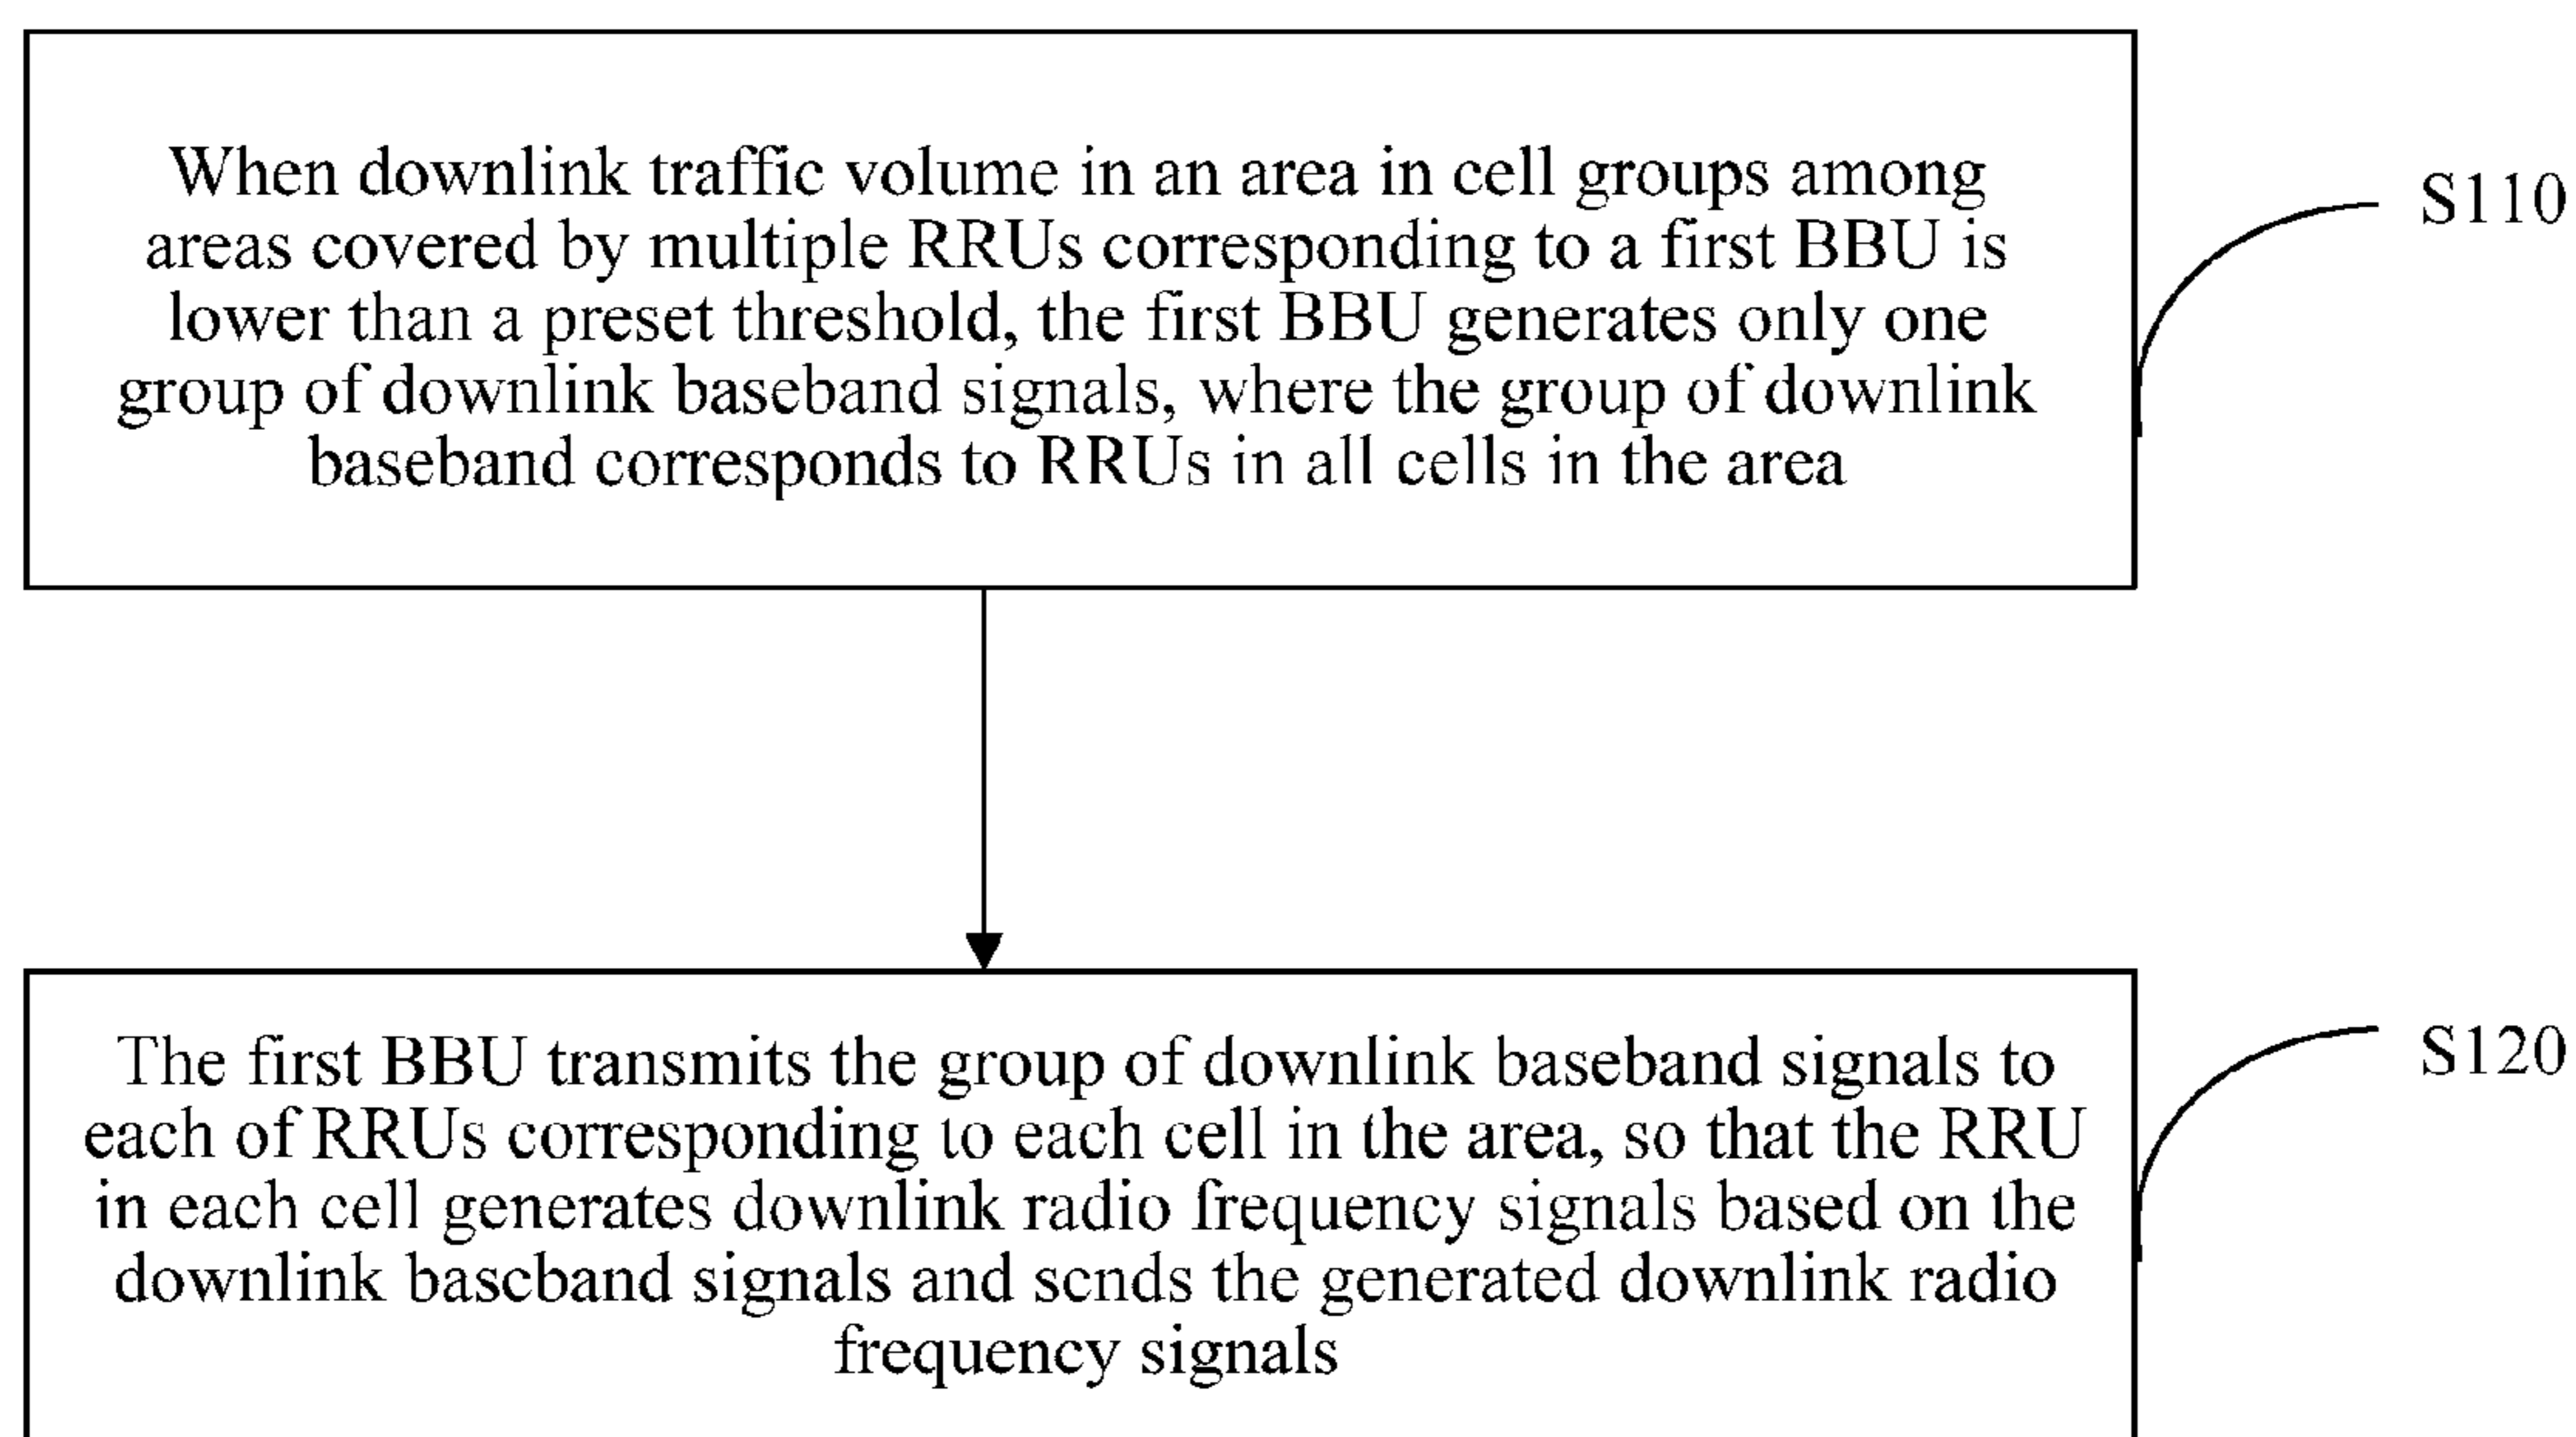 When downlink traffic volume in an area in cell groups among
areas covered by multiple RRUs corresponding to a first BBU is
lower than a preset threshold, the first BBU generates only one
group of downlink baseband signals, where the group of downlink
baseband corresponds to RRUs in all cells in the area
S110
The first BBU transmits the group of downlink baseband signals to
each of RRUs corresponding to each cell in the area, so that the RRU
in each cell generates downlink radio frequency signals based on the
downlink baseband signals and sends the generated downlink radio
frequency signals
S120